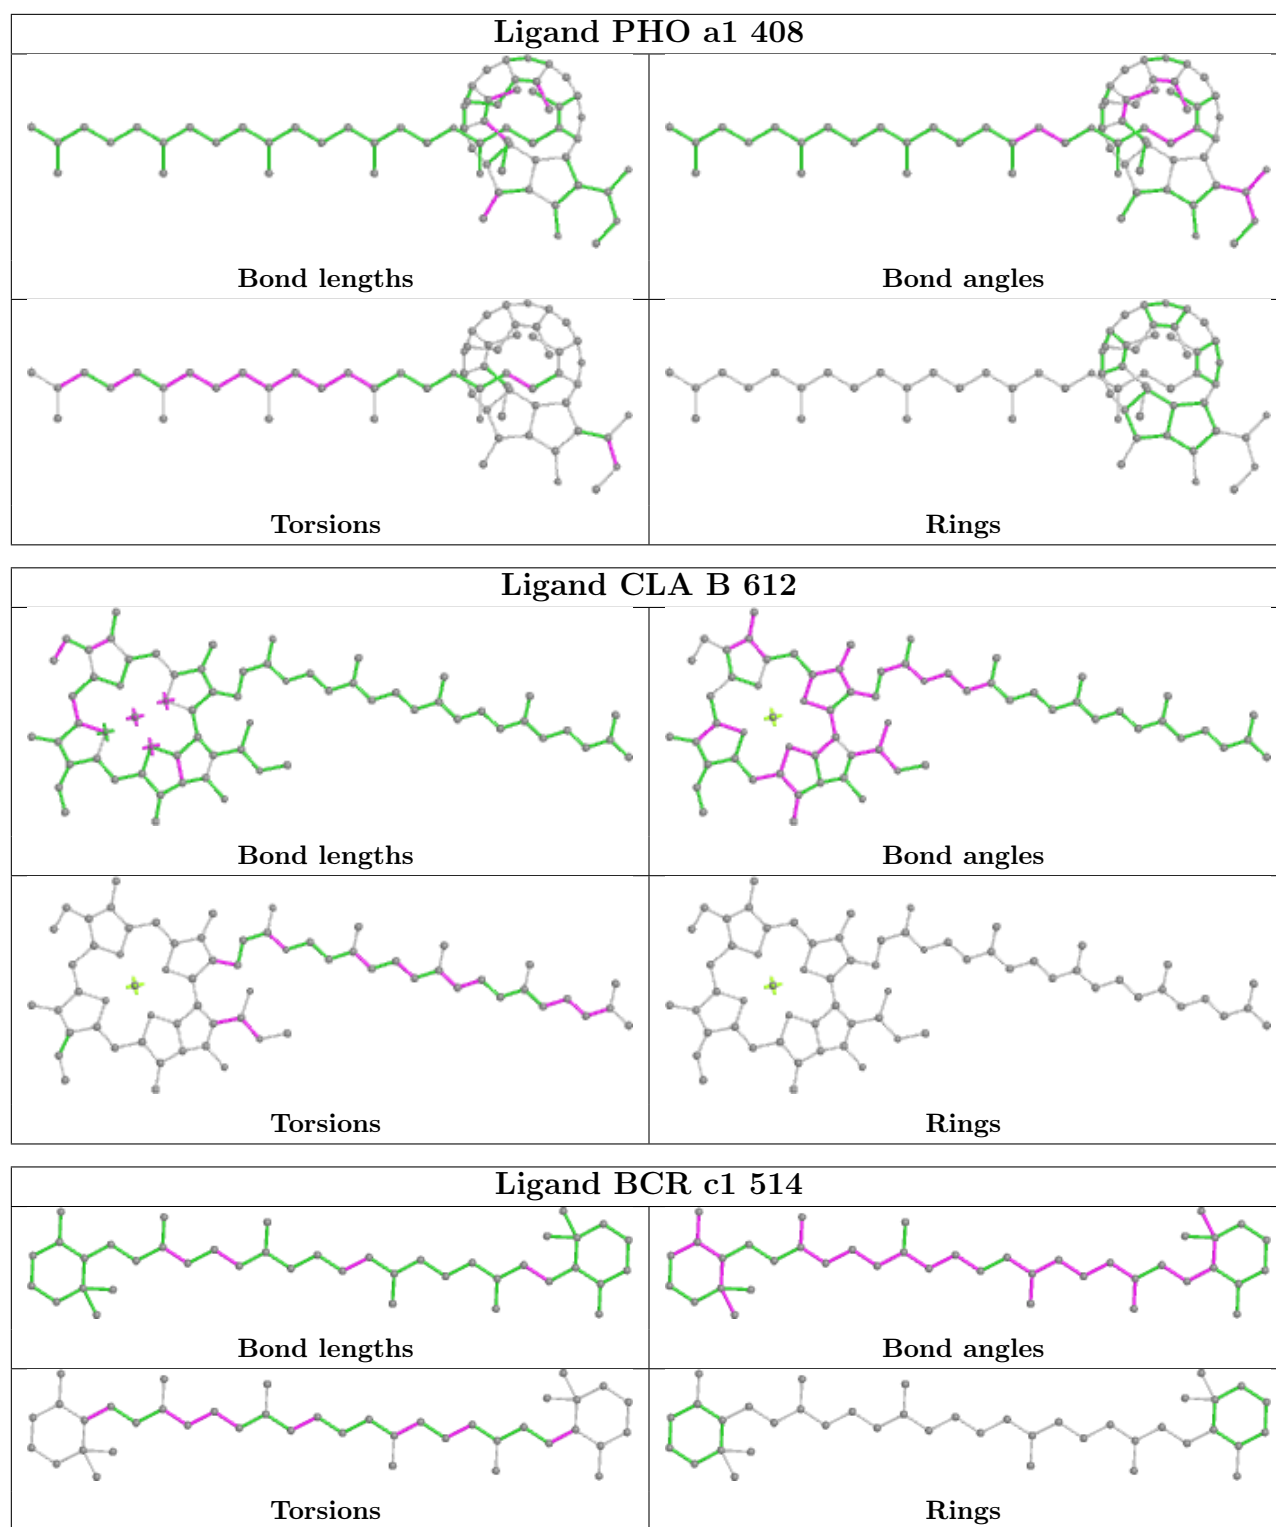 Ligand PHO a1 408
Bond lengths
Bond angles
Torsions
Rings
Ligand CLA B 612
Bond lengths
Bond angles
Torsions
Rings
Ligand BCR c1 514
Bond lengths
Bond angles
Torsions
Rings